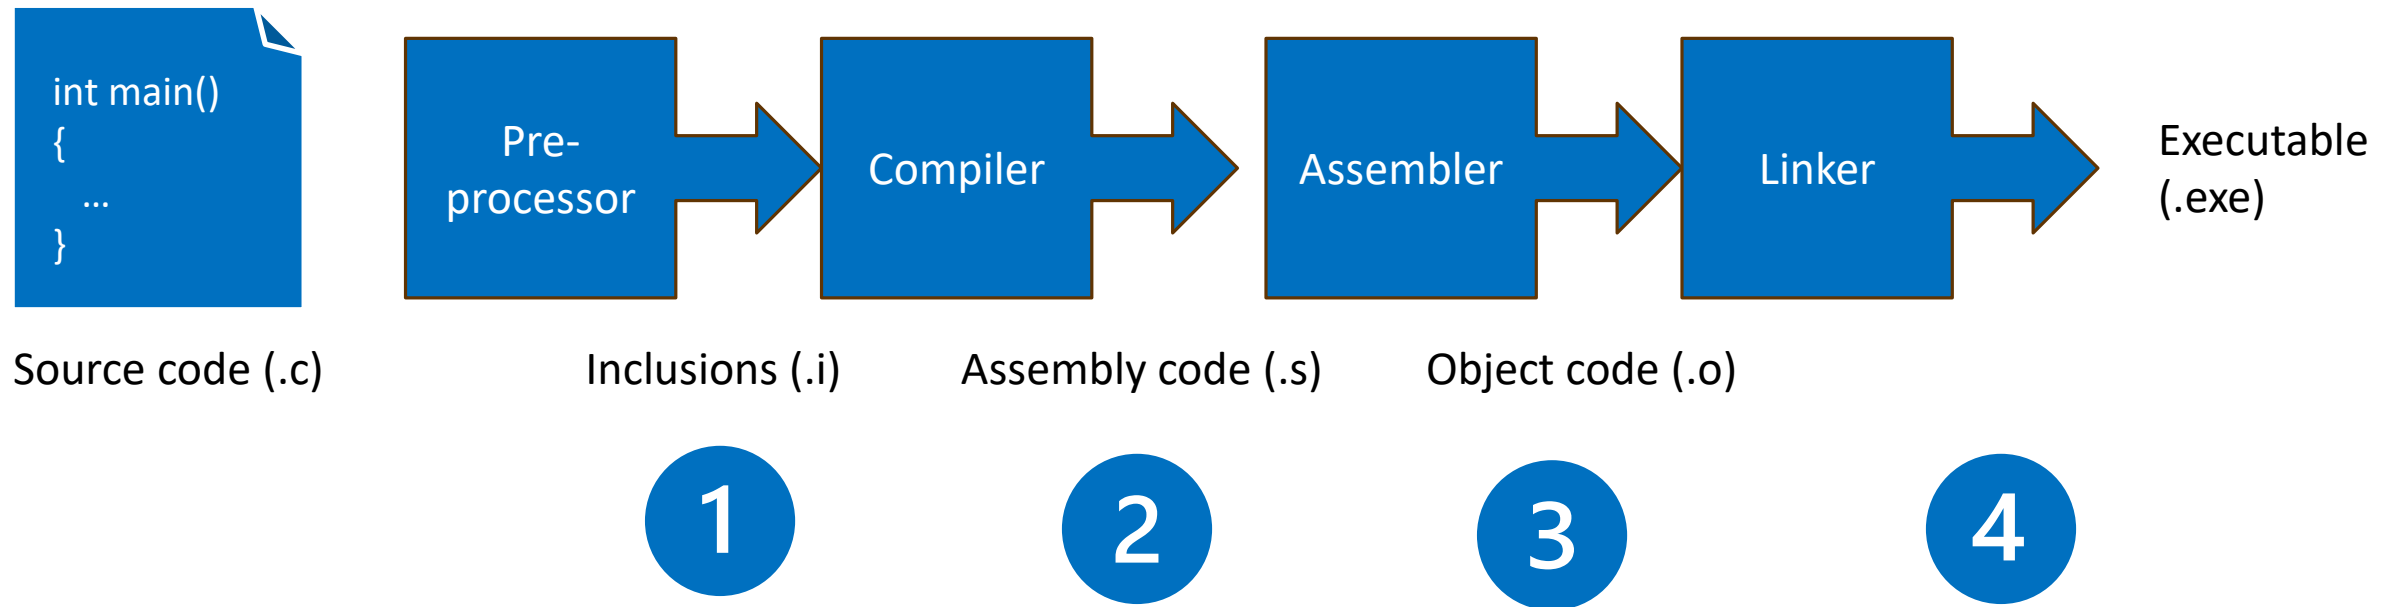 int main()
{
…
}
Pre-
processor
Compiler
Assembler
Linker
Executable
(.exe)
Source code (.c)
Inclusions (.i)
Assembly code (.s)
Object code (.o)
1
2
3
4